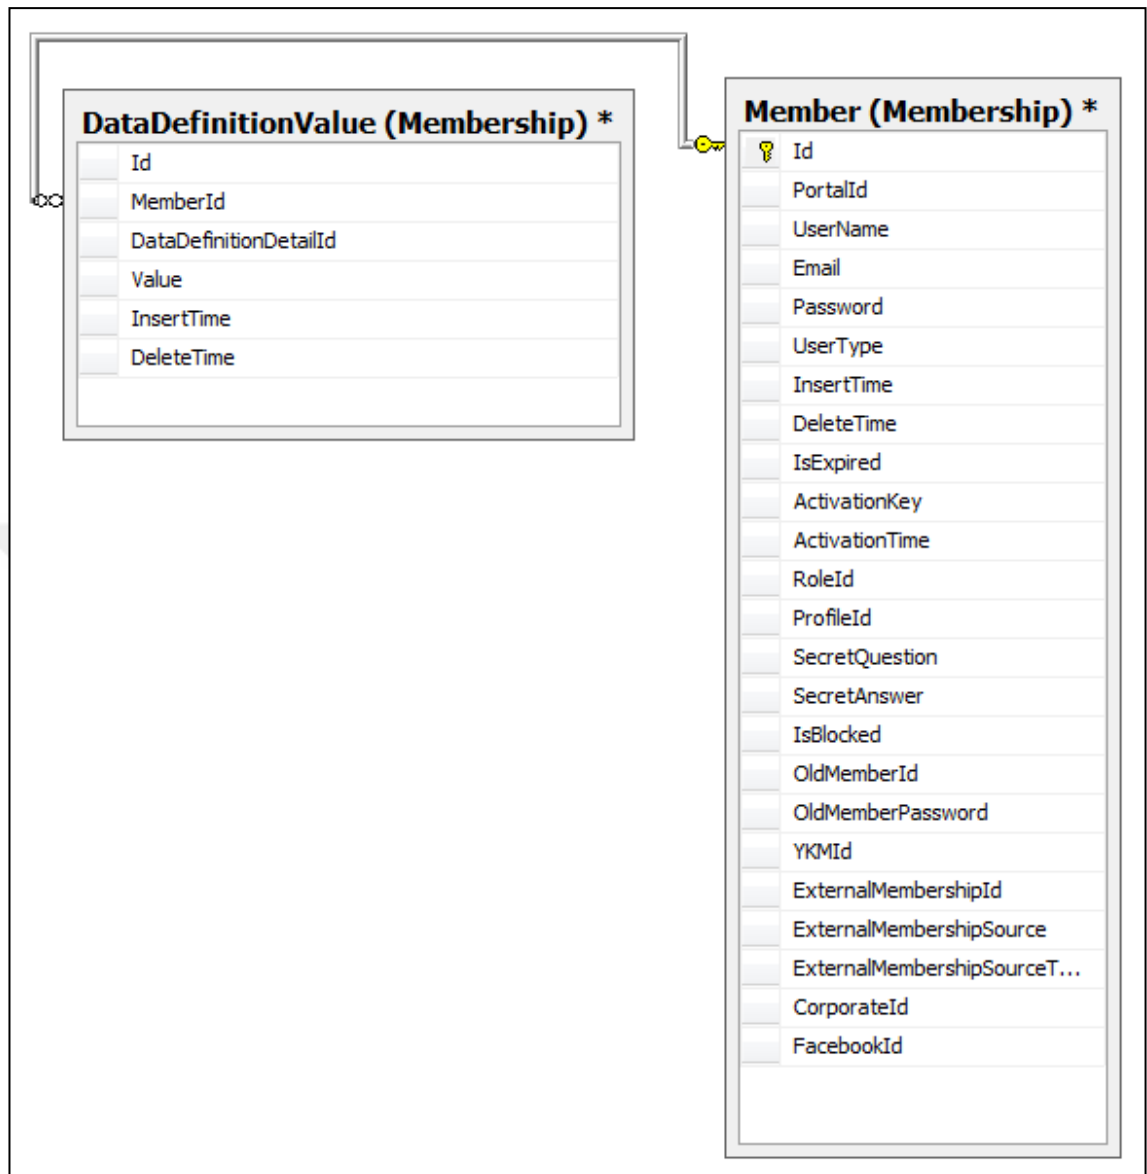 DataDefinitionValue (Membership) *
Id
MemberId
DataDefinitionDetailId
Value
InsertTime
DeleteTime
Member (Membership) *
Id
PortalId
UserName
Email
Password
UserType
InsertTime
DeleteTime
IsExpired
ActivationKey
ActivationTime
RoleId
ProfileId
SecretQuestion
SecretAnswer
IsBlocked
OldMemberId
OldMemberPassword
YKMId
ExternalMembershipId
ExternalMembershipSource
ExternalMembershipSourceT...
CorporateId
FacebookId